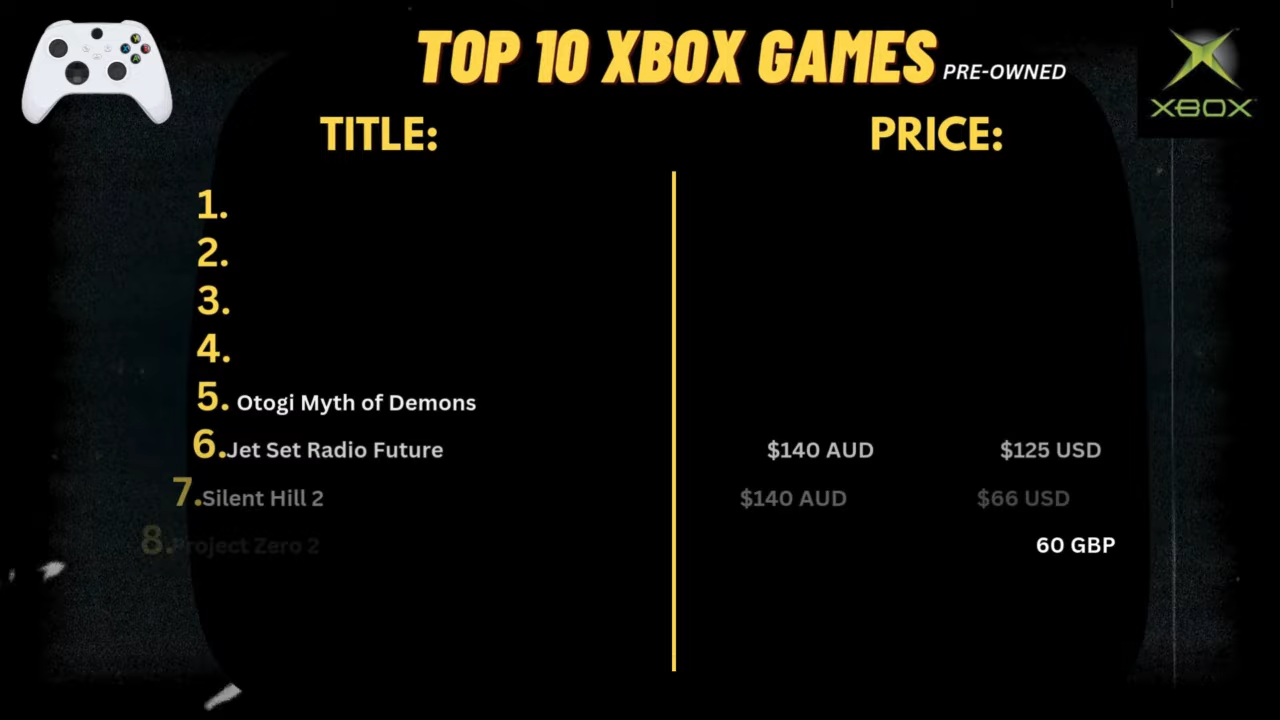 TOP 10 XBOX GAMES PRE-OWNED
XBOX
TITLE: PRICE:
1.
2.
3.
4.
5. Otogi Myth of Demons
6. Jet Set Radio Future $140 AUD $125 USD
7. Silent Hill 2 $140 AUD $66 USD
8. Project Zero 2 60 GBP